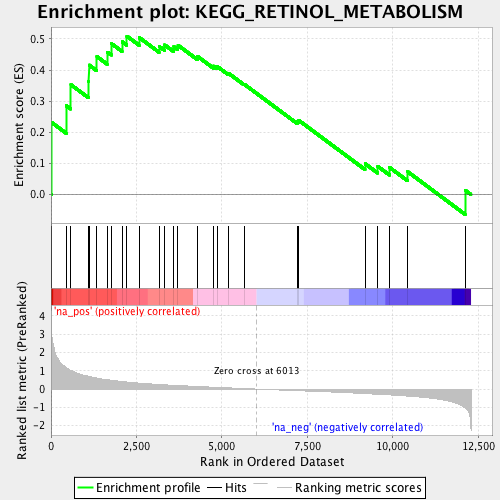 Enrichment plot: KEGG_RETINOL_METABOLISM
Enrichment score (ES)
0.5
0.4
0.3
0.2
0.1
0.0
'na_pos' (positively correlated)
Ranked list metric (PreRanked)
4
3
2
1
0
-1
-2
Zero cross at 6013
'na_neg' (negatively correlated)
0
2,500
5,000
7,500
10,000
12,500
Rank in Ordered Dataset
Enrichment profile
Hits
Ranking metric scores